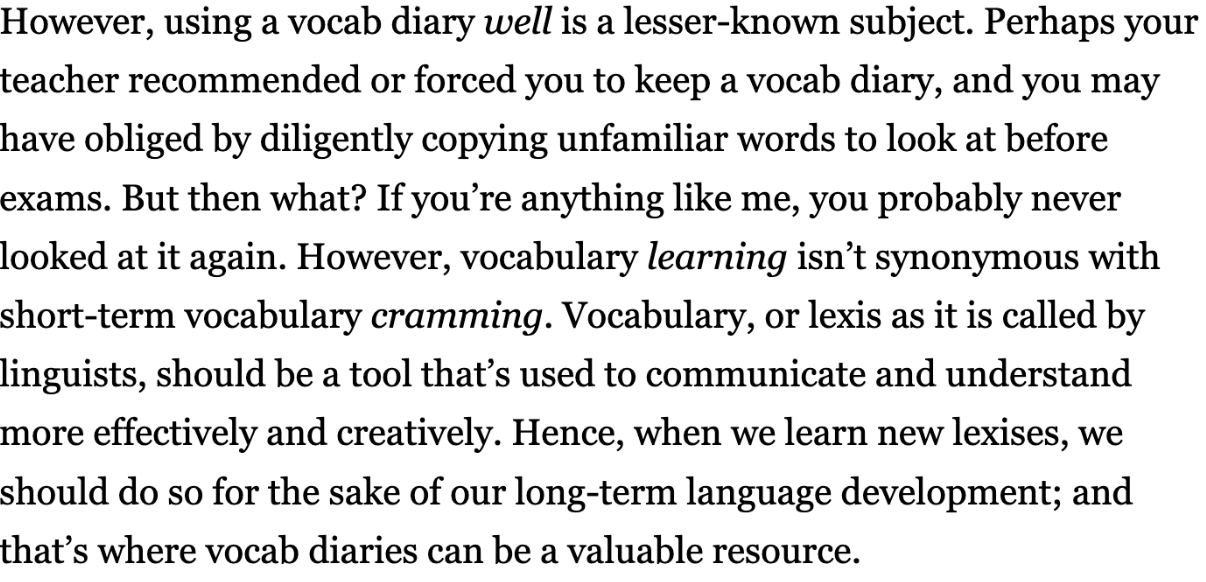 However, using a vocab diary well is a lesser-known subject. Perhaps your
teacher recommended or forced you to keep a vocab diary, and you may
have obliged by diligently copying unfamiliar words to look at before
exams. But then what? If you’re anything like me, you probably never
looked at it again. However, vocabulary learning isn’t synonymous with
short-term vocabulary cramming. Vocabulary, or lexis as it is called by
linguists, should be a tool that’s used to communicate and understand
more effectively and creatively. Hence, when we learn new lexises, we
should do so for the sake of our long-term language development; and
that’s where vocab diaries can be a valuable resource.